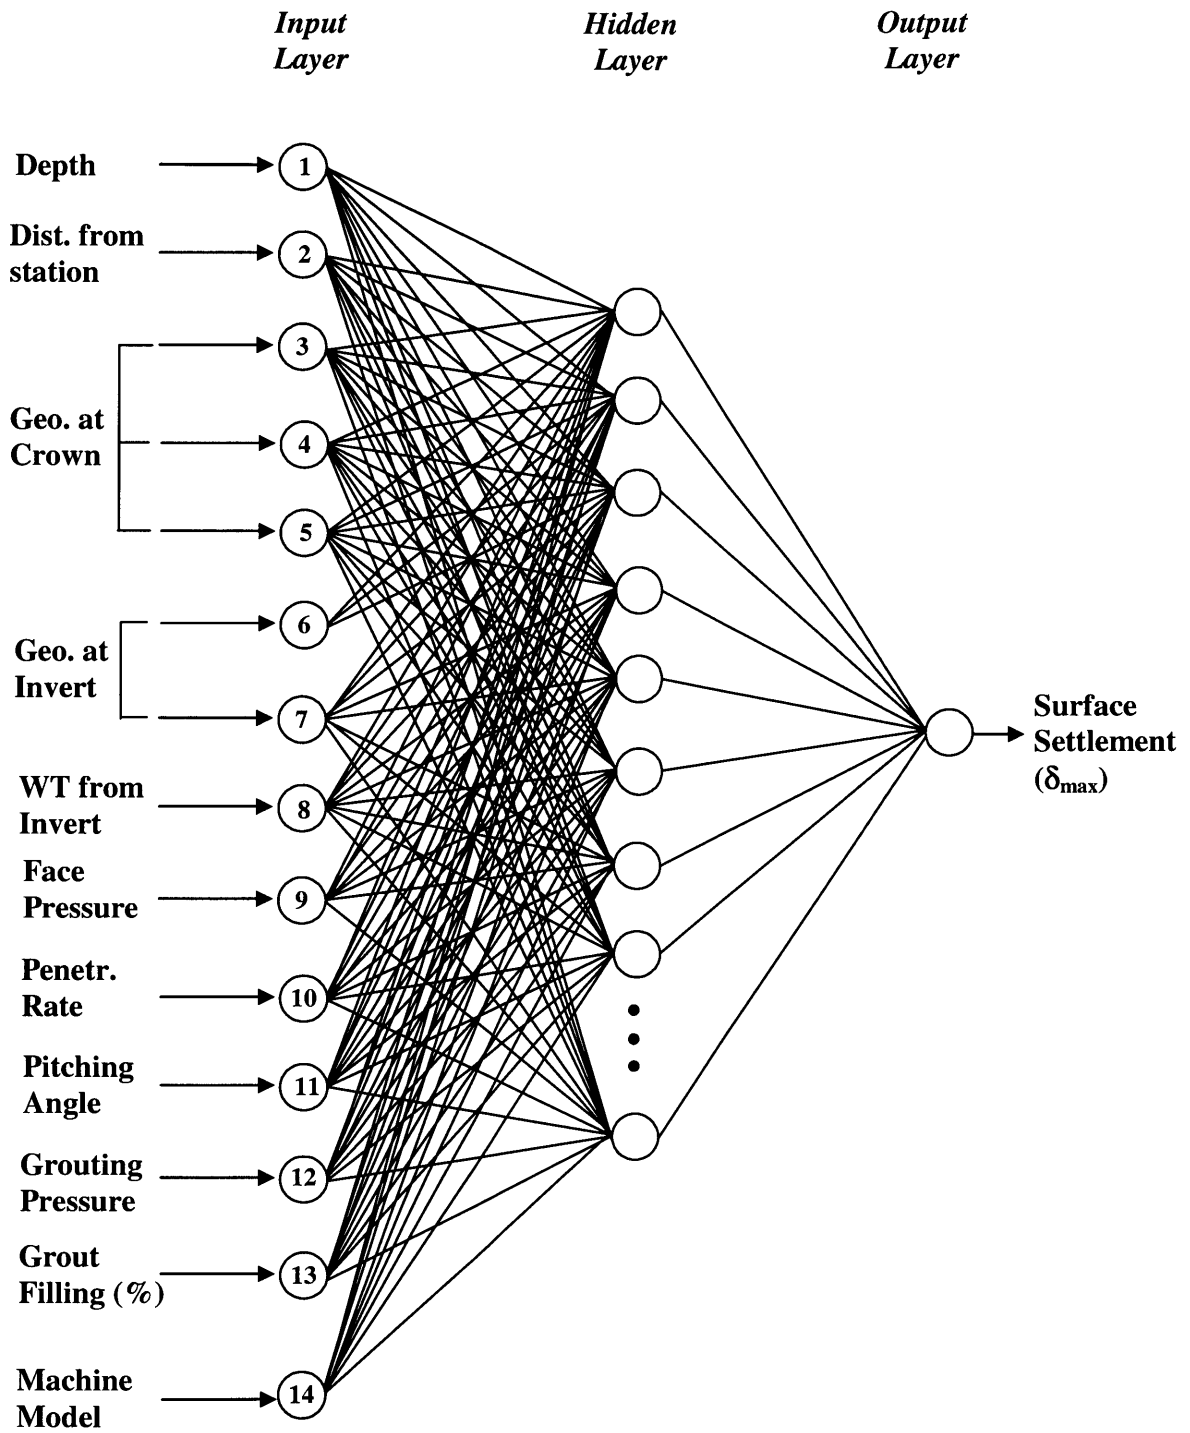 Input
Layer
Hidden
Layer
Output
Layer
Depth
1
Dist. from
station
2
3
Geo. at
Crown
4
5
6
Geo. at
Invert
7
WT from
Invert
8
Face
Pressure
9
Penetr.
Rate
10
Pitching
Angle
11
Grouting
Pressure
12
Grout
Filling (%)
13
Machine
Model
14
Surface
Settlement
(δmax)